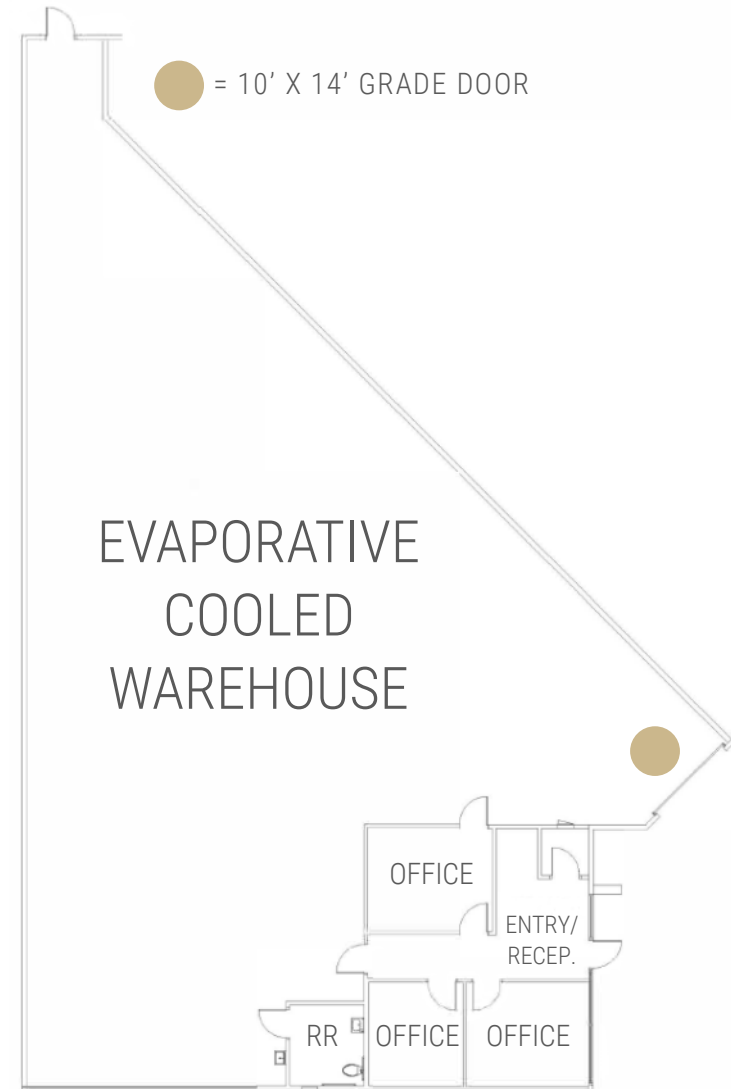 = 10’ X 14’ GRADE DOOR
EVAPORATIVE
COOLED
WAREHOUSE
OFFICE
ENTRY/
RECEP.
RR
OFFICE
OFFICE